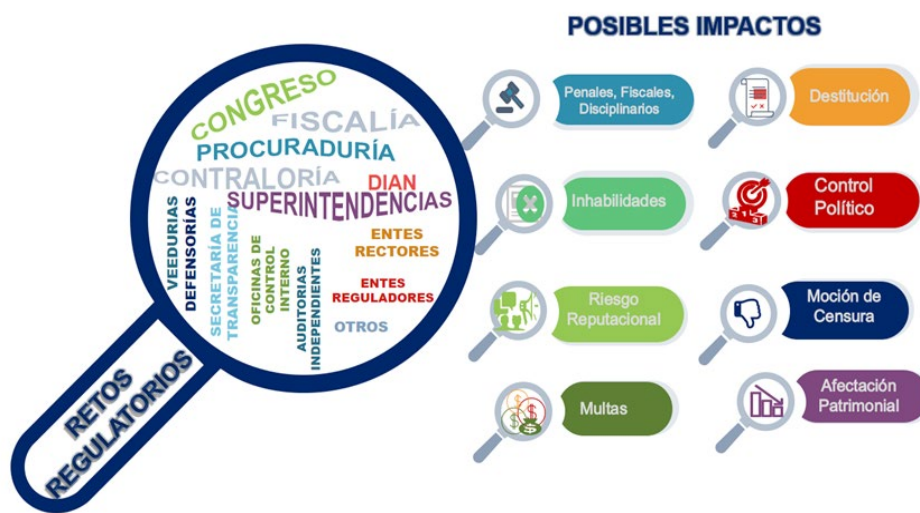 POSIBLES IMPACTOS
CONGRESO
FISCALÍA
PROCURADURÍA
CONTRALORÍA
DIAN
SUPERINTENDENCIAS
VEEDURIAS
DEFENSORÍAS
SECRETARÍA DE
TRANSPARENCIA
OFICINAS DE
CONTROL
INTERNO
AUDITORIAS
INDEPENDIENTES
ENTES
RECTORES
ENTES
REGULADORES
OTROS
RETOS
REGULATORIOS
Penales, Fiscales,
Disciplinarios
Destitución
Inhabilidades
Control
Político
Riesgo
Reputacional
Moción de
Censura
Multas
Afectación
Patrimonial